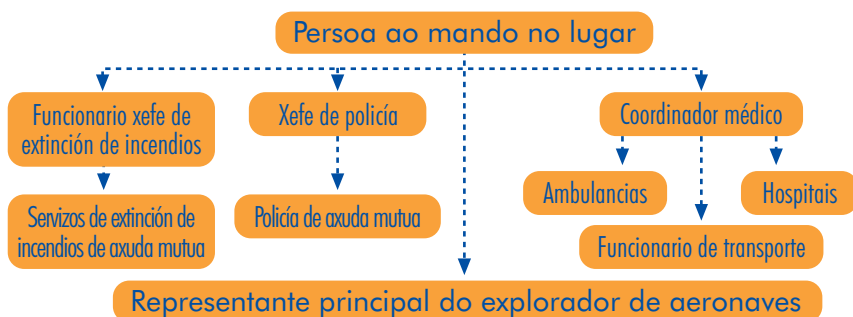 Persoa ao mando no lugar
Funcionario xefe de
extinción de incendios
Xefe de policía
Coordinador médico
Servizos de extinción de
incendios de axuda mutua
Policía de axuda mutua
Ambulancias
Hospitais
Funcionario de transporte
Representante principal do explorador de aeronaves